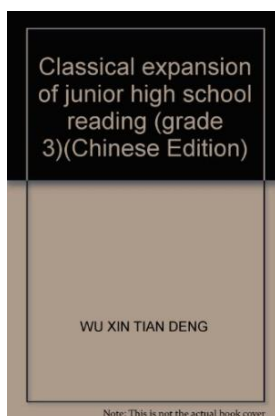 Classical expansion
of junior high school
reading (grade
3)(Chinese Edition)
WU XIN TIAN DENG
Note: This is not the actual book cover